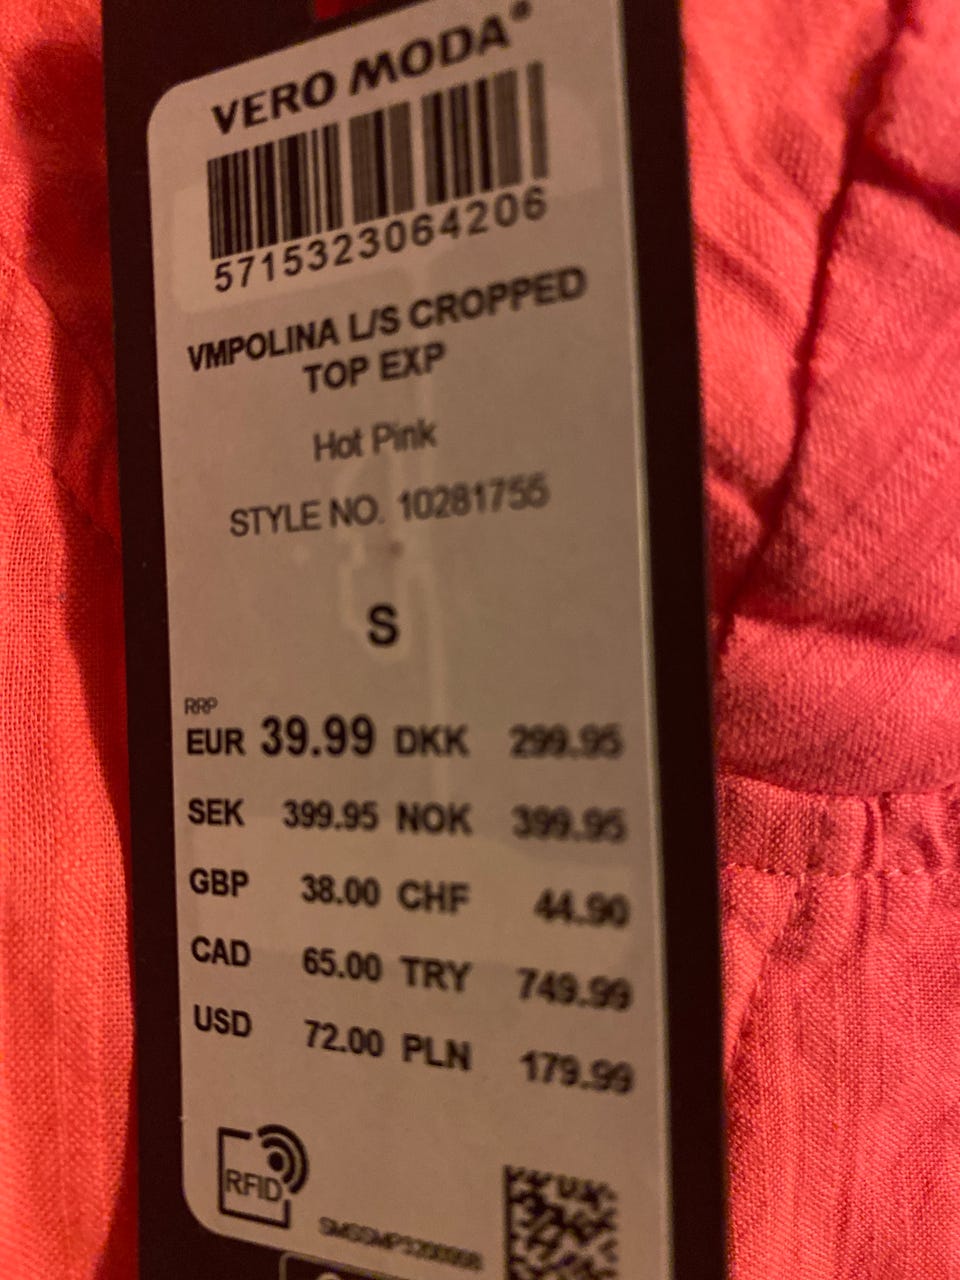 VERO MODA®
5715323064206
VMPOLINA L/S CROPPED
TOP EXP
Hot Pink
STYLE NO. 10281755
S
RRP
EUR 39.99 DKK 299.95
SEK 399.95 NOK 399.95
GBP 38.00 CHF 44.90
CAD 65.00 TRY 749.99
USD 72.00 PLN 179.99
RFID